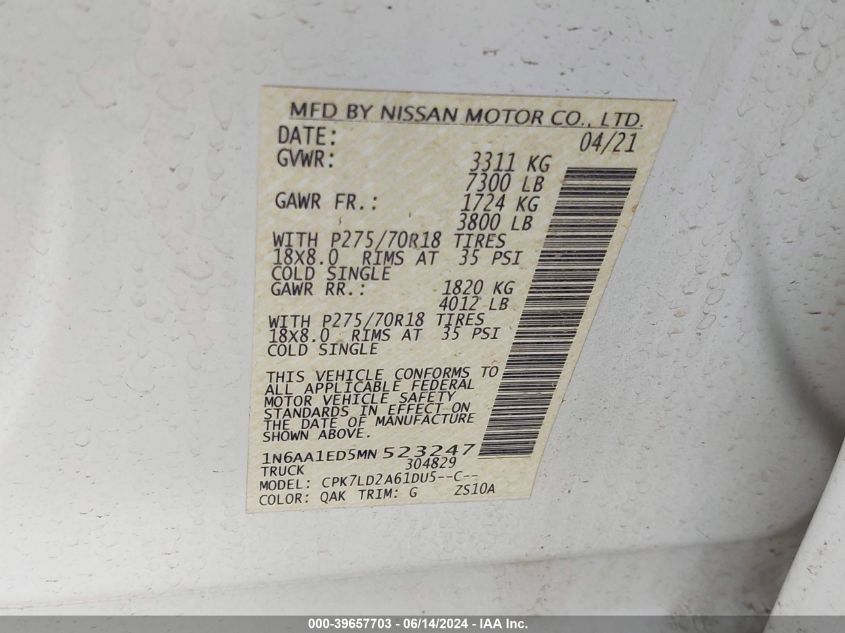 MFD BY NISSAN MOTOR CO., LTD.
DATE: 04/21
GVWR: 3311 KG
7300 LB
GAWR FR.: 1724 KG
3800 LB
WITH P275/70R18 TIRES
18X8.0 RIMS AT 35 PSI
COLD SINGLE
GAWR RR.: 1820 KG
4012 LB
WITH P275/70R18 TIRES
18X8.0 RIMS AT 35 PSI
COLD SINGLE
THIS VEHICLE CONFORMS TO
ALL APPLICABLE FEDERAL
MOTOR VEHICLE SAFETY
STANDARDS IN EFFECT ON
THE DATE OF MANUFACTURE
SHOWN ABOVE.
1N6AA1ED5MN 523247
TRUCK 304829
MODEL: CPK7LD2A61DU5--C--
COLOR: QAK TRIM: G ZS10A
000-39657703 - 06/14/2024 - IAA Inc.